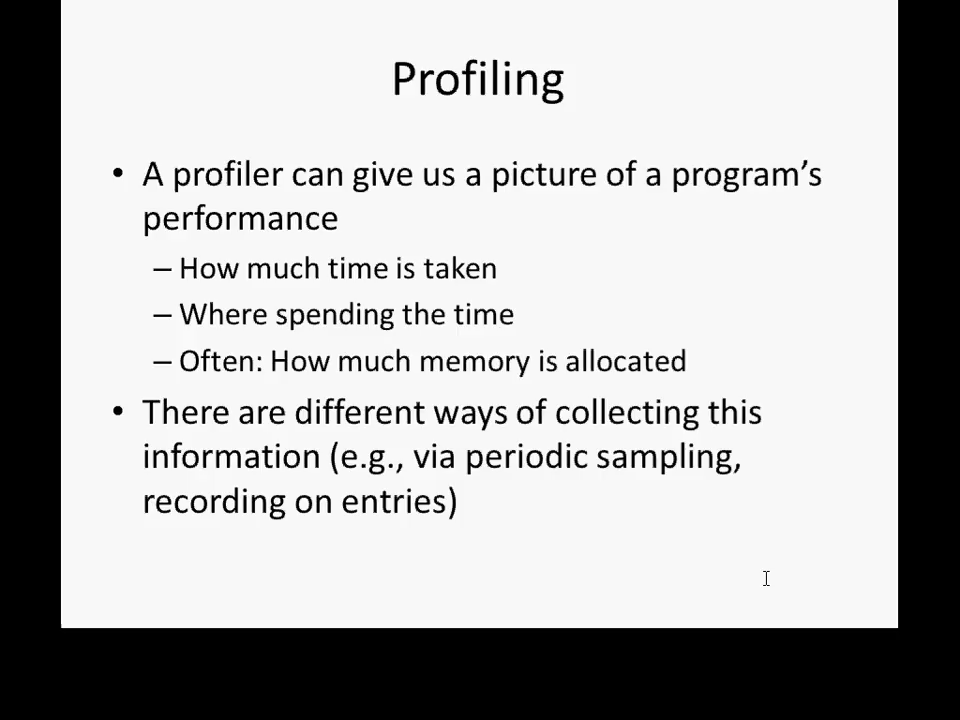 Profiling
• A profiler can give us a picture of a program’s
performance
– How much time is taken
– Where spending the time
– Often: How much memory is allocated
• There are different ways of collecting this
information (e.g., via periodic sampling,
recording on entries)